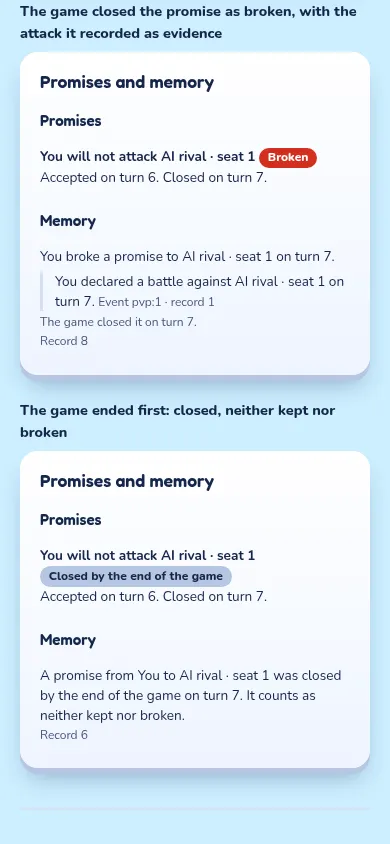 The game closed the promise as broken, with the
attack it recorded as evidence
Promises and memory
Promises
You will not attack AI rival · seat 1 Broken
Accepted on turn 6. Closed on turn 7.
Memory
You broke a promise to AI rival · seat 1 on turn 7.
You declared a battle against AI rival · seat 1 on
turn 7. Event pvp:1 · record 1
The game closed it on turn 7.
Record 8
The game ended first: closed, neither kept nor
broken
Promises and memory
Promises
You will not attack AI rival · seat 1
Closed by the end of the game
Accepted on turn 6. Closed on turn 7.
Memory
A promise from You to AI rival · seat 1 was closed
by the end of the game on turn 7. It counts as
neither kept nor broken.
Record 6